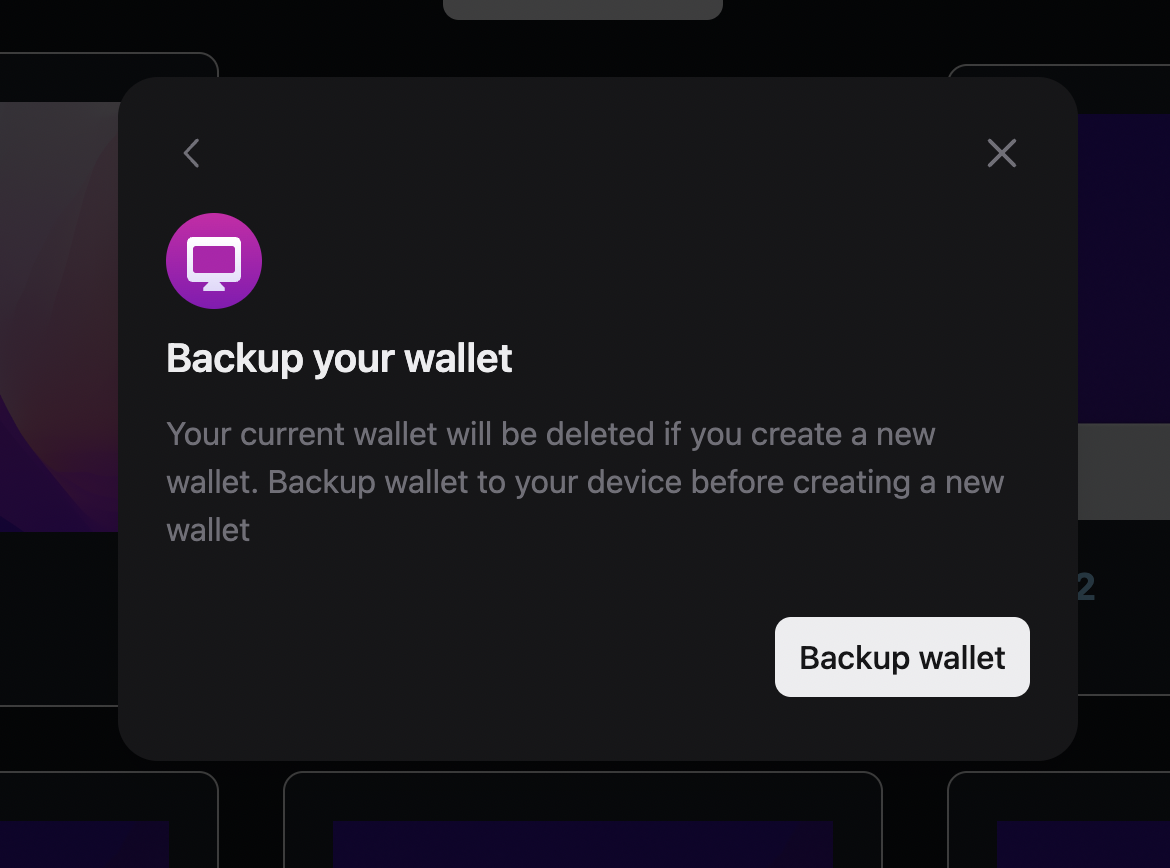 Backup your wallet
Your current wallet will be deleted if you create a new
wallet. Backup wallet to your device before creating a new
wallet
2
Backup wallet